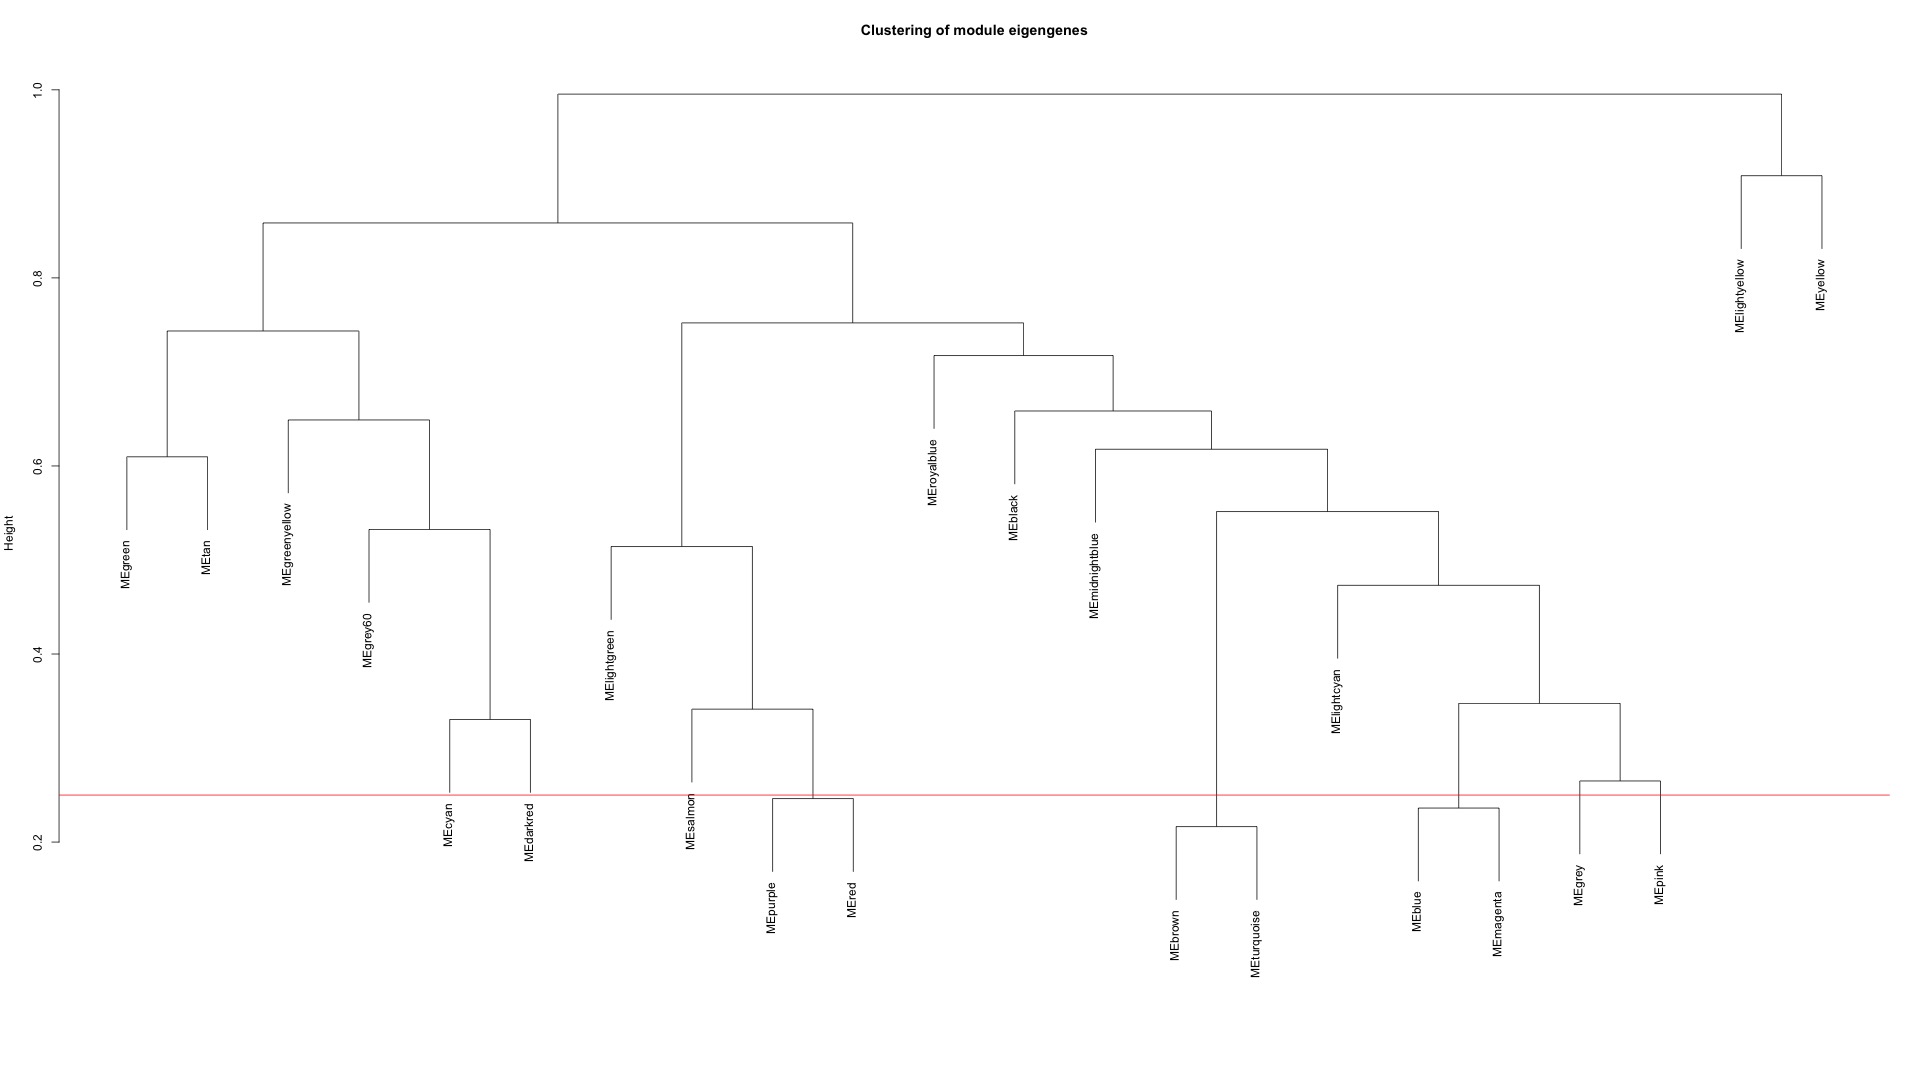 Clustering of module eigengenes
Height
1.0
0.8
0.6
0.4
0.2
MEgreen
MEtan
MEgreenyellow
MEgrey60
MEcyan
MEdarkred
MElightgreen
MEsalmon
MEpurple
MEred
MEroyalblue
MEblack
MEmidnightblue
MEbrown
MEturquoise
MElightcyan
MEblue
MEmagenta
MEgrey
MEpink
MElightyellow
MEyellow